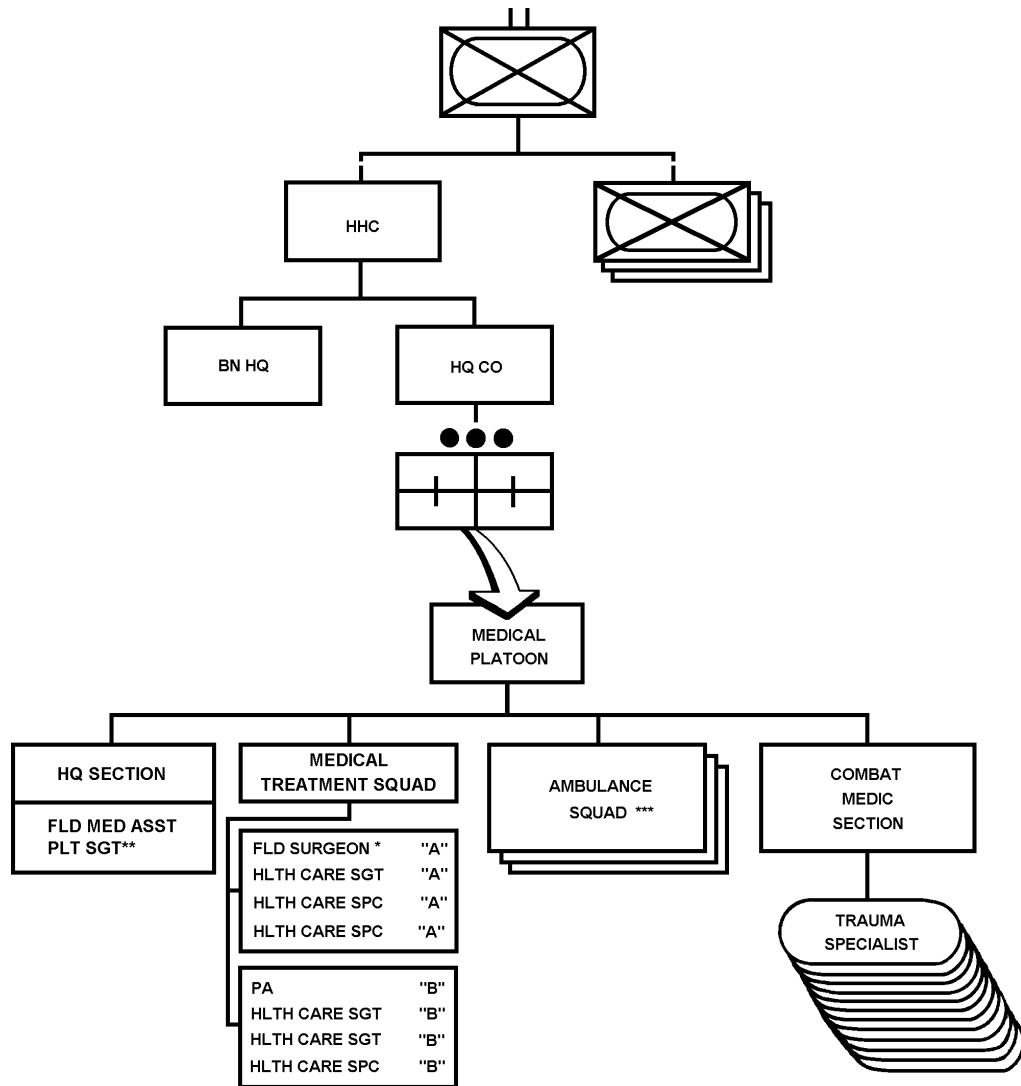 HHC
BN HQ
HQ CO
MEDICAL
PLATOON
HQ SECTION
FLD MED ASST
PLT SGT**
MEDICAL
TREATMENT SQUAD
FLD SURGEON * "A"
HLTH CARE SGT "A"
HLTH CARE SPC "A"
HLTH CARE SPC "A"
PA "B"
HLTH CARE SGT "B"
HLTH CARE SGT "B"
HLTH CARE SPC "B"
AMBULANCE
SQUAD ***
COMBAT
MEDIC
SECTION
TRAUMA
SPECIALIST